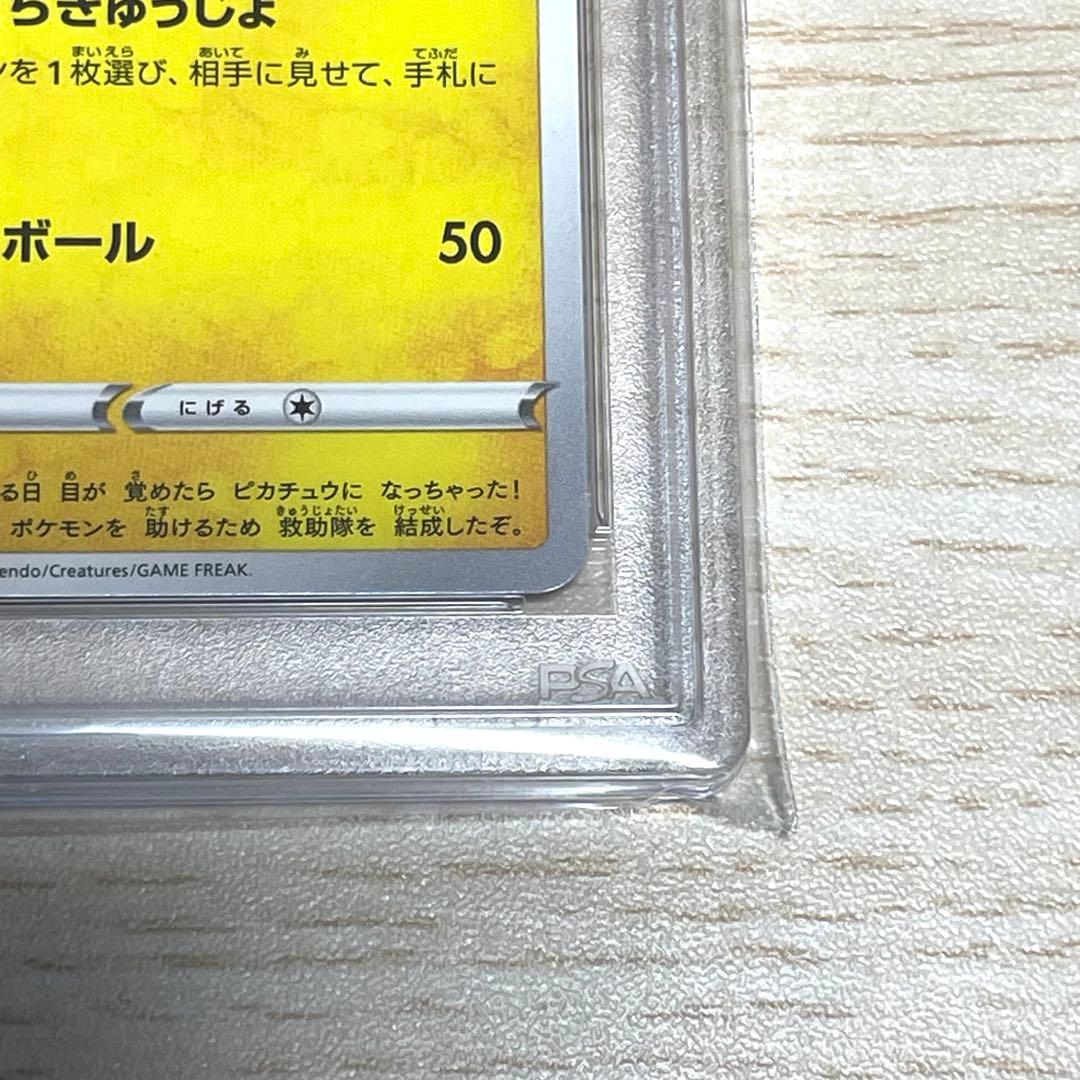 ちきゅうじょ
ンを1枚選び、相手に見せて、手札に
ボール 50
にげる
る日 目が 覚めたら ピカチュウに なっちゃった!
ポケモンを 助けるため 救助隊を 結成したぞ。
endo/Creatures/GAME FREAK.
PSA